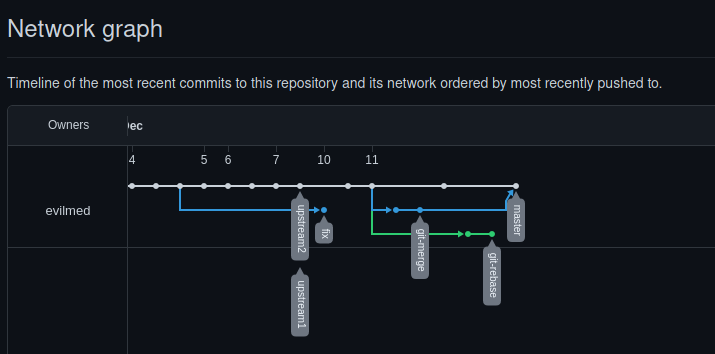 Network graph
Timeline of the most recent commits to this repository and its network ordered by most recently pushed to.
Owners
ec
4 5 6 7 10 11
evilmed
upstream2
fix
git-merge
master
git-rebase
upstream1